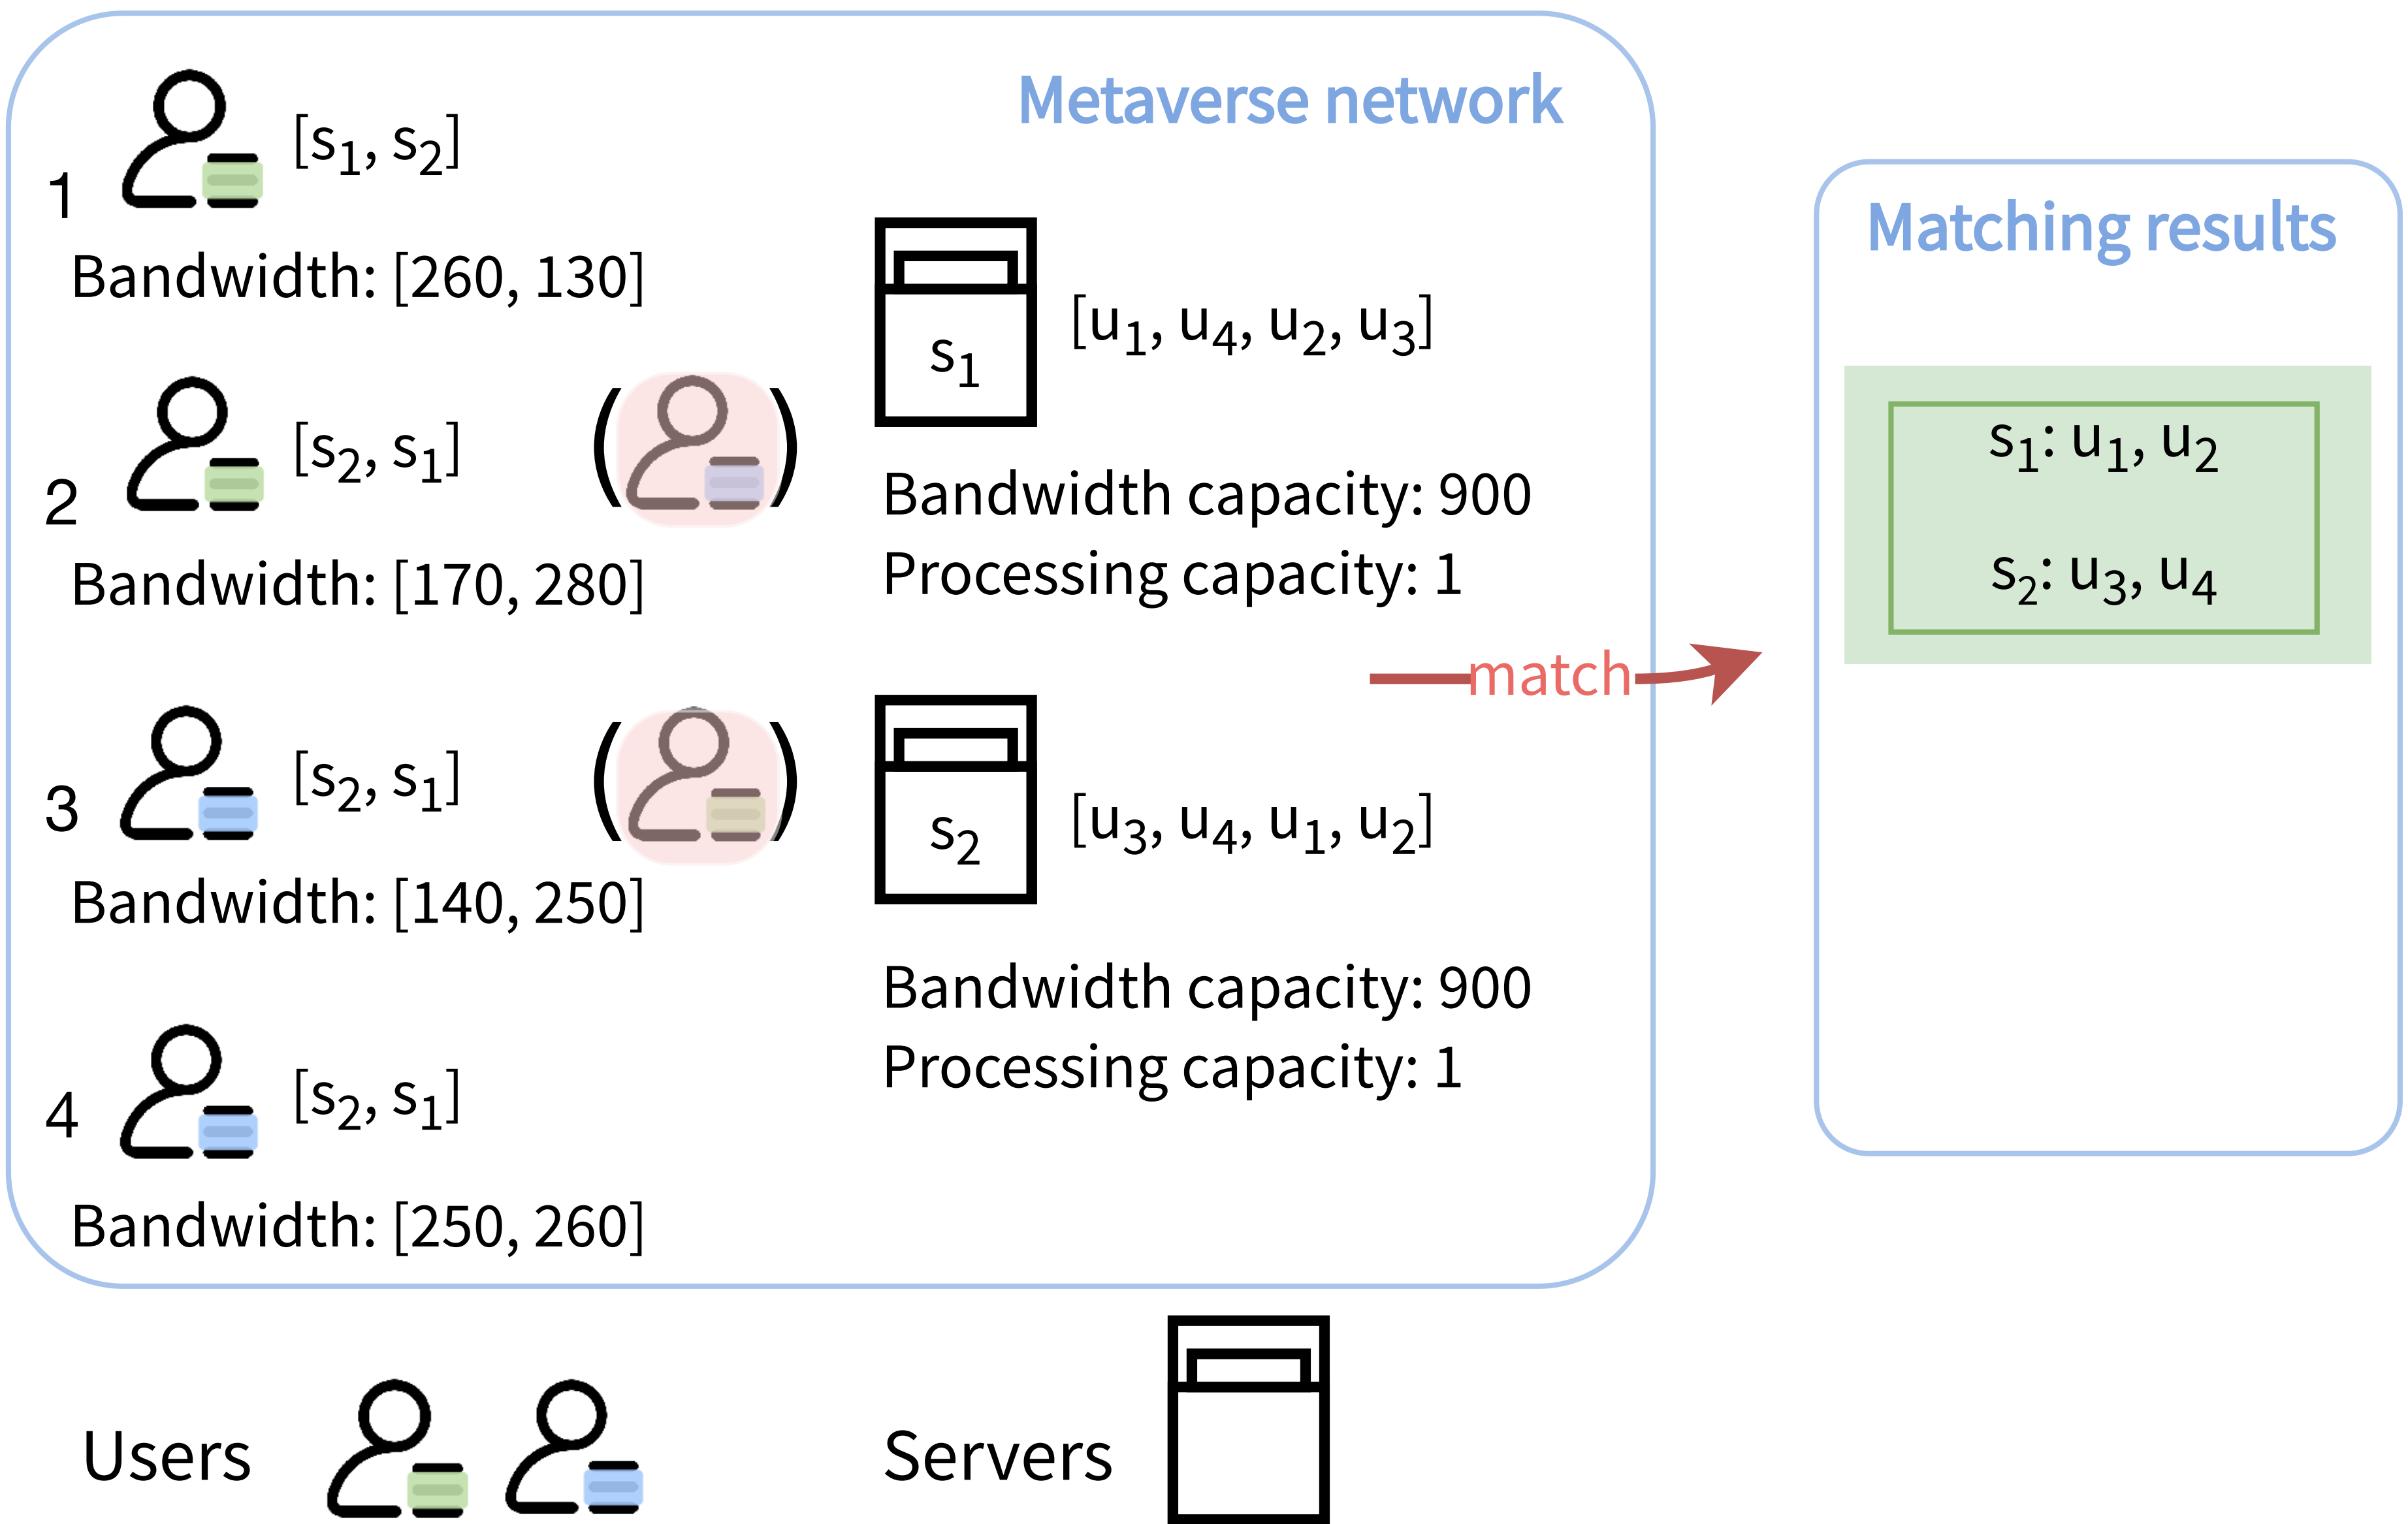 Metaverse network
1 [s₁, s₂]
Bandwidth: [260, 130]
2 [s₂, s₁] ( )
Bandwidth: [170, 280]
3 [s₂, s₁] ( )
Bandwidth: [140, 250]
4 [s₂, s₁]
Bandwidth: [250, 260]
s₁ [u₁, u₄, u₂, u₃]
Bandwidth capacity: 900
Processing capacity: 1
match
s₂ [u₃, u₄, u₁, u₂]
Bandwidth capacity: 900
Processing capacity: 1
Matching results
s₁: u₁, u₂
s₂: u₃, u₄
Users
Servers